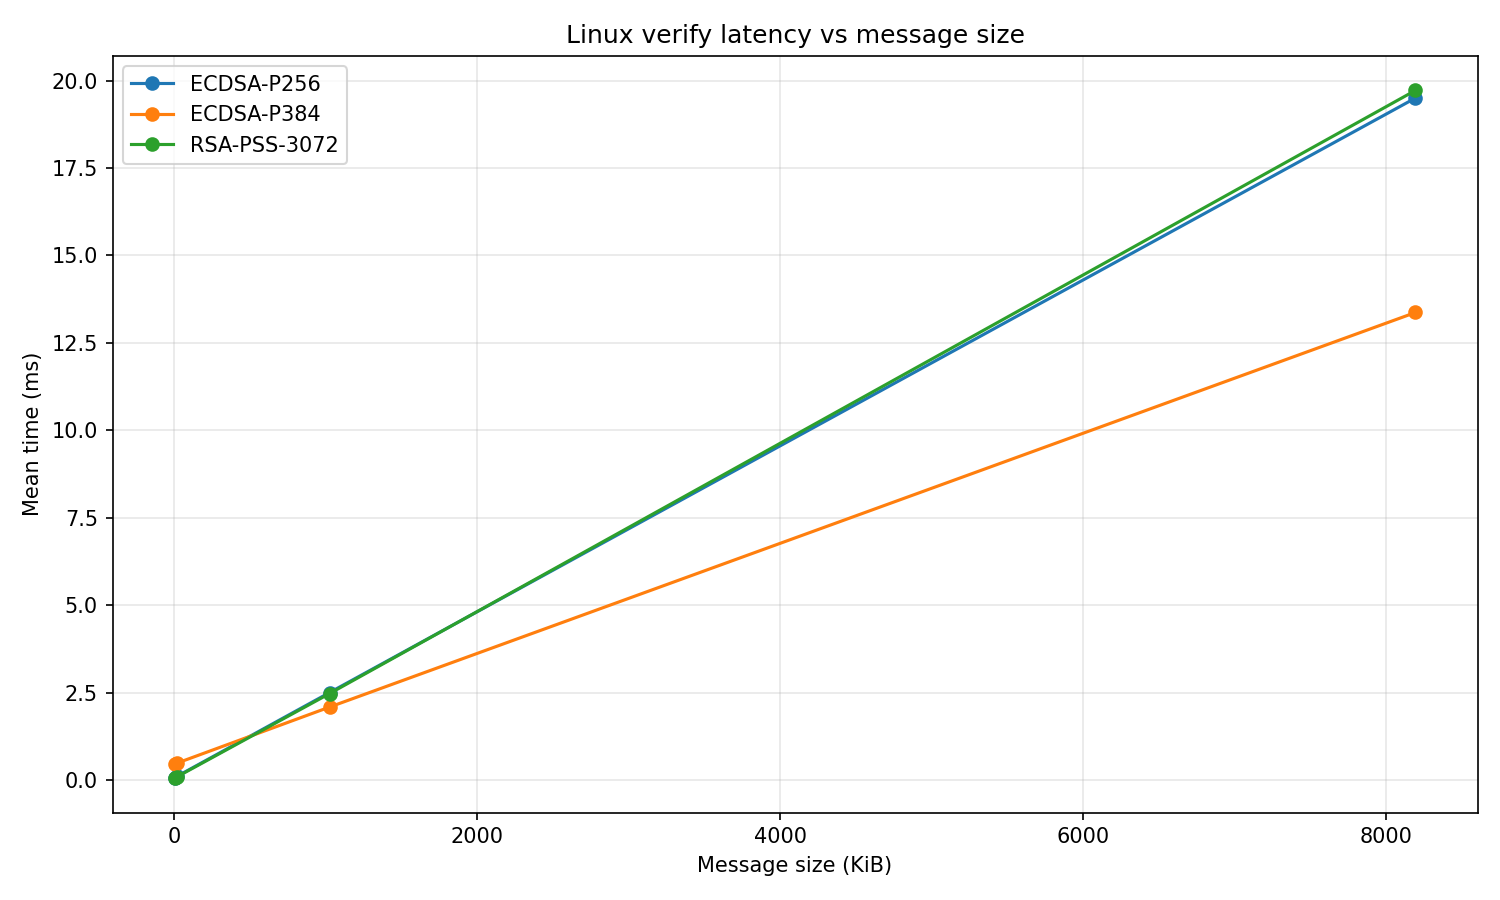 Linux verify latency vs message size
ECDSA-P256
ECDSA-P384
RSA-PSS-3072
20.0
17.5
15.0
12.5
10.0
7.5
5.0
2.5
0.0
Mean time (ms)
0 2000 4000 6000 8000
Message size (KiB)